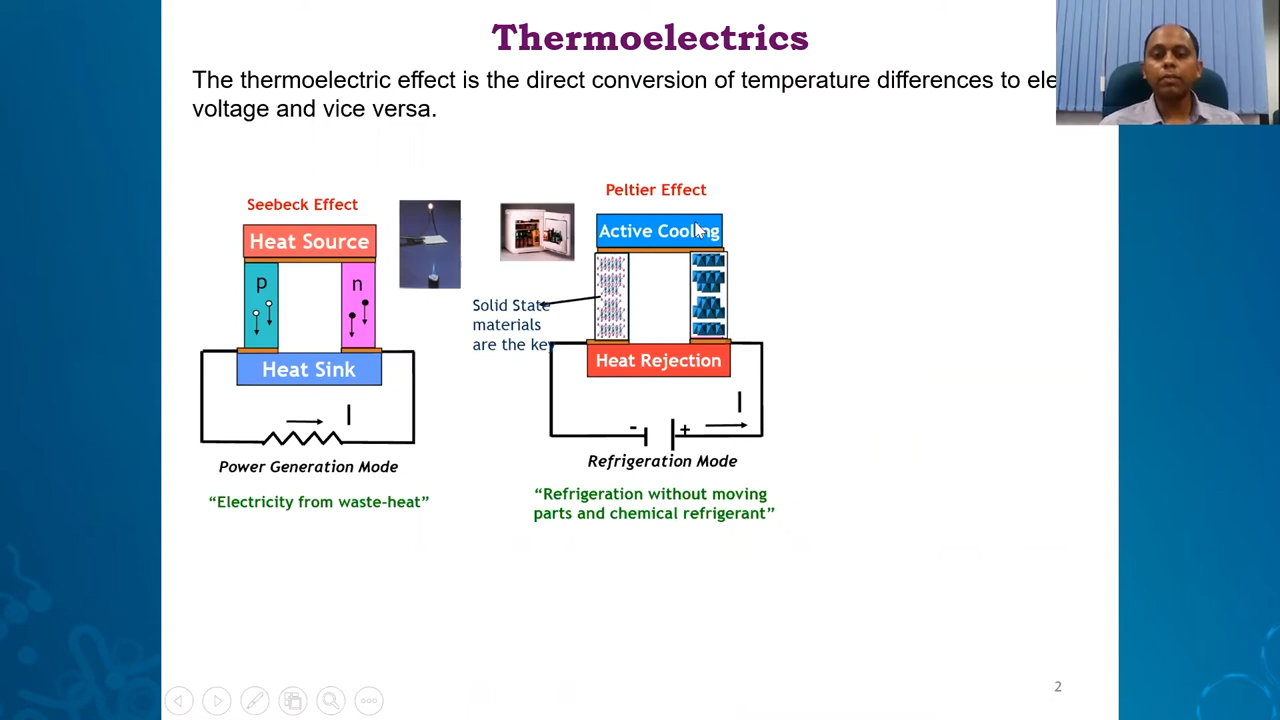 Thermoelectrics
The thermoelectric effect is the direct conversion of temperature differences to
voltage and vice versa.
Seebeck Effect
Heat Source
p
n
Heat Sink
I
Power Generation Mode
“Electricity from waste-heat”
Peltier Effect
Active Cooling
Solid State
materials
are the key
Heat Rejection
I
- +
Refrigeration Mode
“Refrigeration without moving
parts and chemical refrigerant”
2